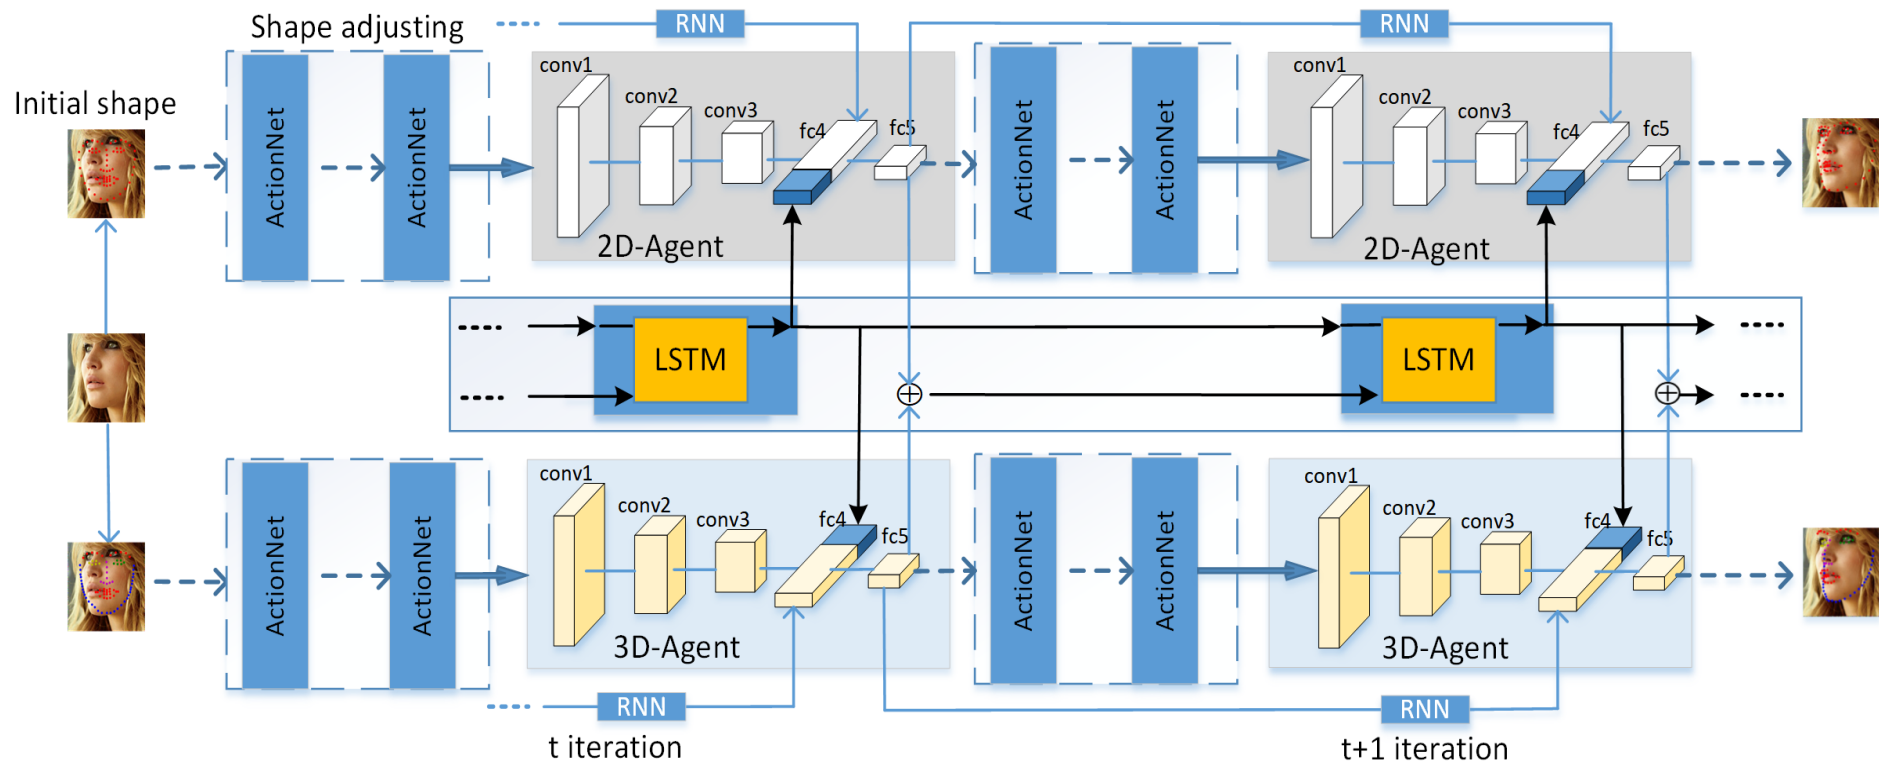 Shape adjusting
RNN
RNN
Initial shape
ActionNet
ActionNet
conv1
conv2
conv3
fc4
fc5
2D-Agent
ActionNet
ActionNet
conv1
conv2
conv3
fc4
fc5
2D-Agent
LSTM
LSTM
ActionNet
ActionNet
conv1
conv2
conv3
fc4
fc5
3D-Agent
ActionNet
ActionNet
conv1
conv2
conv3
fc4
fc5
3D-Agent
RNN
RNN
t iteration
t+1 iteration